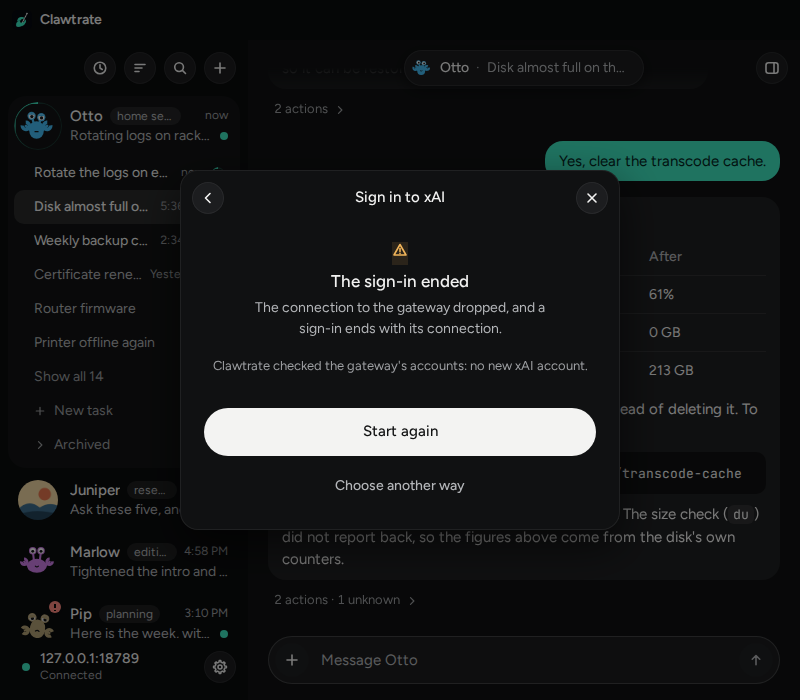 Clawtrate
Otto · Disk almost full on th...
Otto home se... now
Rotating logs on rack...
Rotate the logs on e...
Disk almost full o... 5:3
Weekly backup c... 2:34
Certificate rene... Yeste
Router firmware
Printer offline again
Show all 14
+ New task
Archived
Juniper rese...
Ask these five, an
Marlow editi... 4:58 PM
Tightened the intro and ...
Pip planning 3:10 PM
Here is the week. wit...
127.0.0.1:18789
Connected
2 actions
Yes, clear the transcode cache.
After
61%
0 GB
213 GB
ead of deleting it. To
/transcode-cache
The size check (du)
did not report back, so the figures above come from the disk's own
counters.
2 actions · 1 unknown
Message Otto
Sign in to xAI
The sign-in ended
The connection to the gateway dropped, and a
sign-in ends with its connection.
Clawtrate checked the gateway's accounts: no new xAI account.
Start again
Choose another way